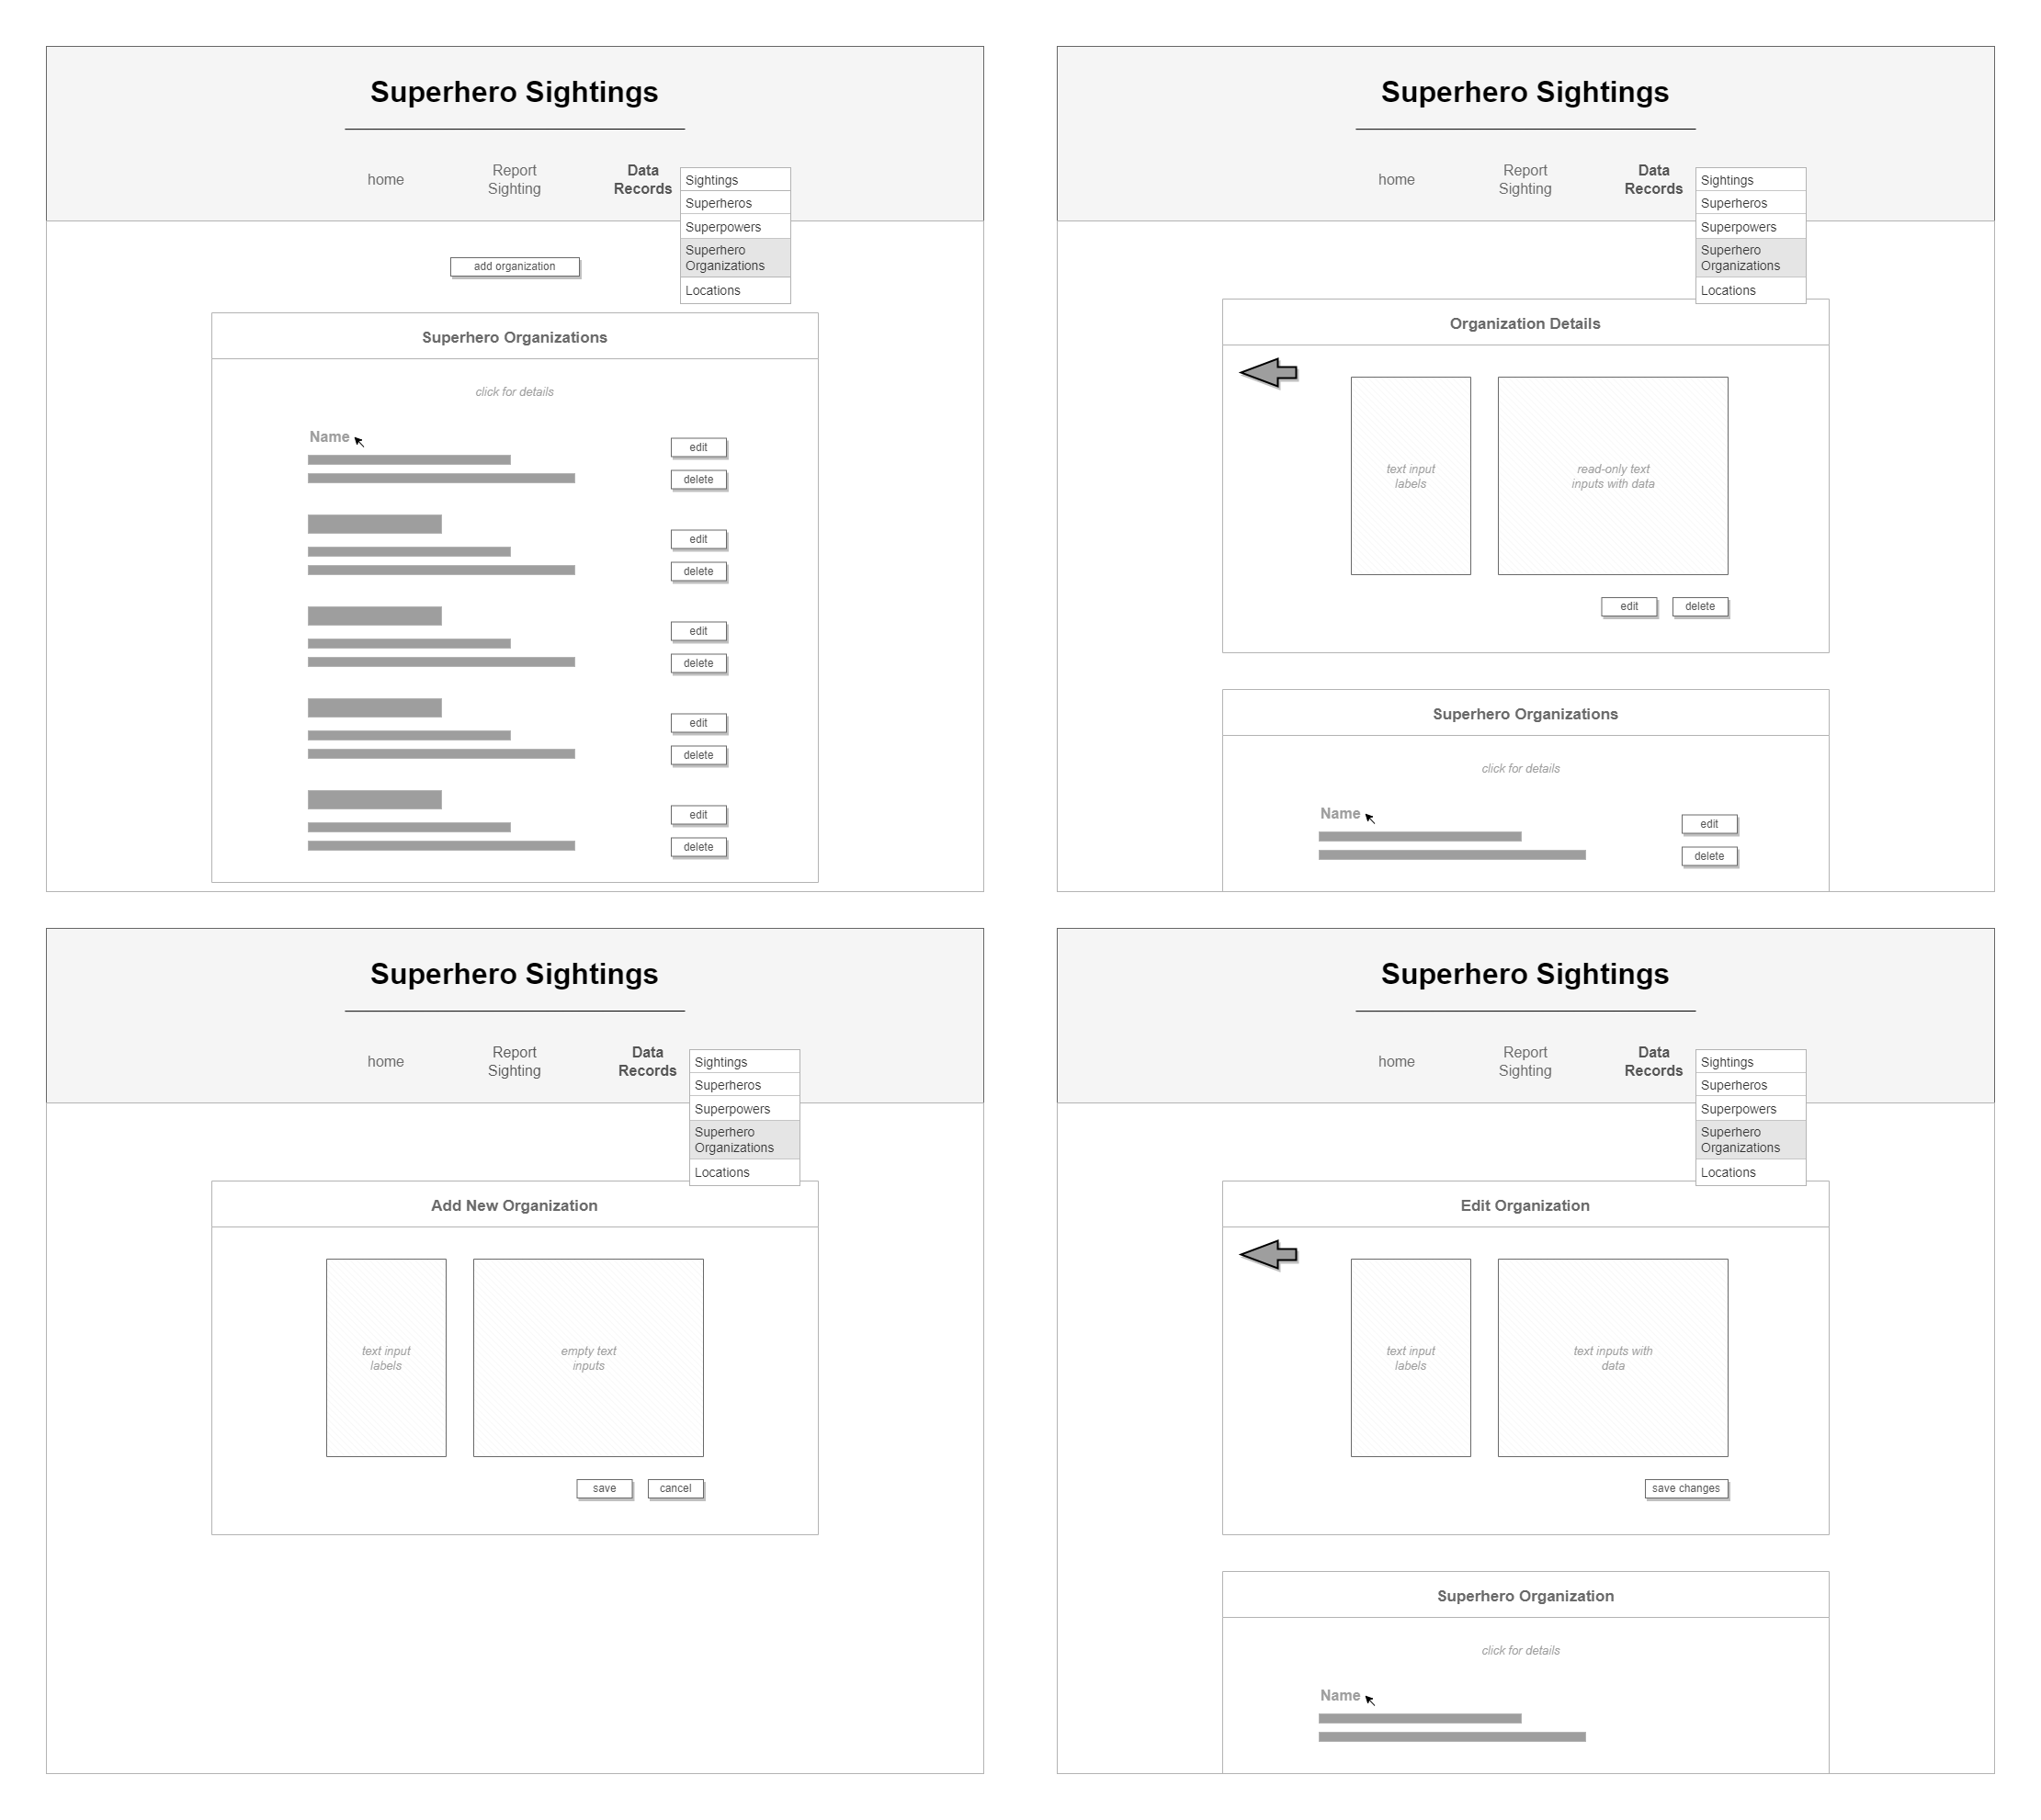 Superhero Sightings
home
Report
Sighting
Data
Records
Sightings
Superheros
Superpowers
Superhero
Organizations
Locations
add organization
Superhero Organizations
click for details
Name
edit
delete
edit
delete
edit
delete
edit
delete
edit
delete
Superhero Sightings
home
Report
Sighting
Data
Records
Sightings
Superheros
Superpowers
Superhero
Organizations
Locations
Organization Details
text input
labels
read-only text
inputs with data
edit
delete
Superhero Organizations
click for details
Name
edit
delete
Superhero Sightings
home
Report
Sighting
Data
Records
Sightings
Superheros
Superpowers
Superhero
Organizations
Locations
Add New Organization
text input
labels
empty text
inputs
save
cancel
Superhero Sightings
home
Report
Sighting
Data
Records
Sightings
Superheros
Superpowers
Superhero
Organizations
Locations
Edit Organization
text input
labels
text inputs with
data
save changes
Superhero Organization
click for details
Name